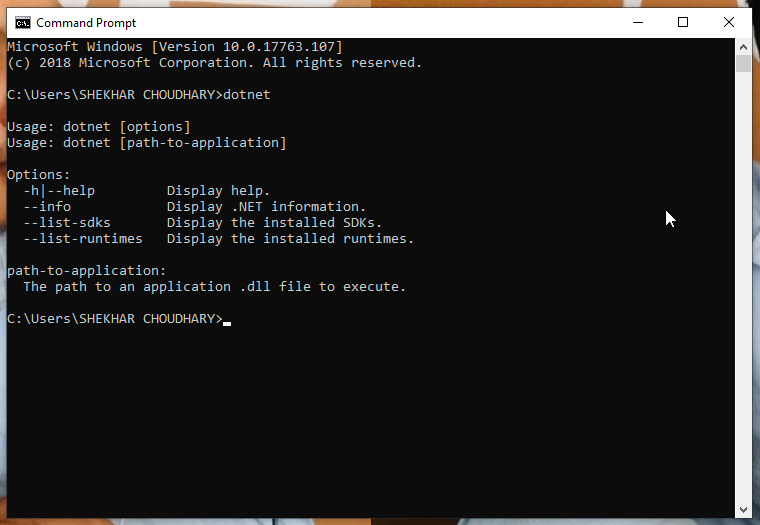 Command Prompt
Microsoft Windows [Version 10.0.17763.107]
(c) 2018 Microsoft Corporation. All rights reserved.
C:\Users\SHEKHAR CHOUDHARY>dotnet
Usage: dotnet [options]
Usage: dotnet [path-to-application]
Options:
  -h|--help         Display help.
  --info            Display .NET information.
  --list-sdks       Display the installed SDKs.
  --list-runtimes   Display the installed runtimes.
path-to-application:
  The path to an application .dll file to execute.
C:\Users\SHEKHAR CHOUDHARY>